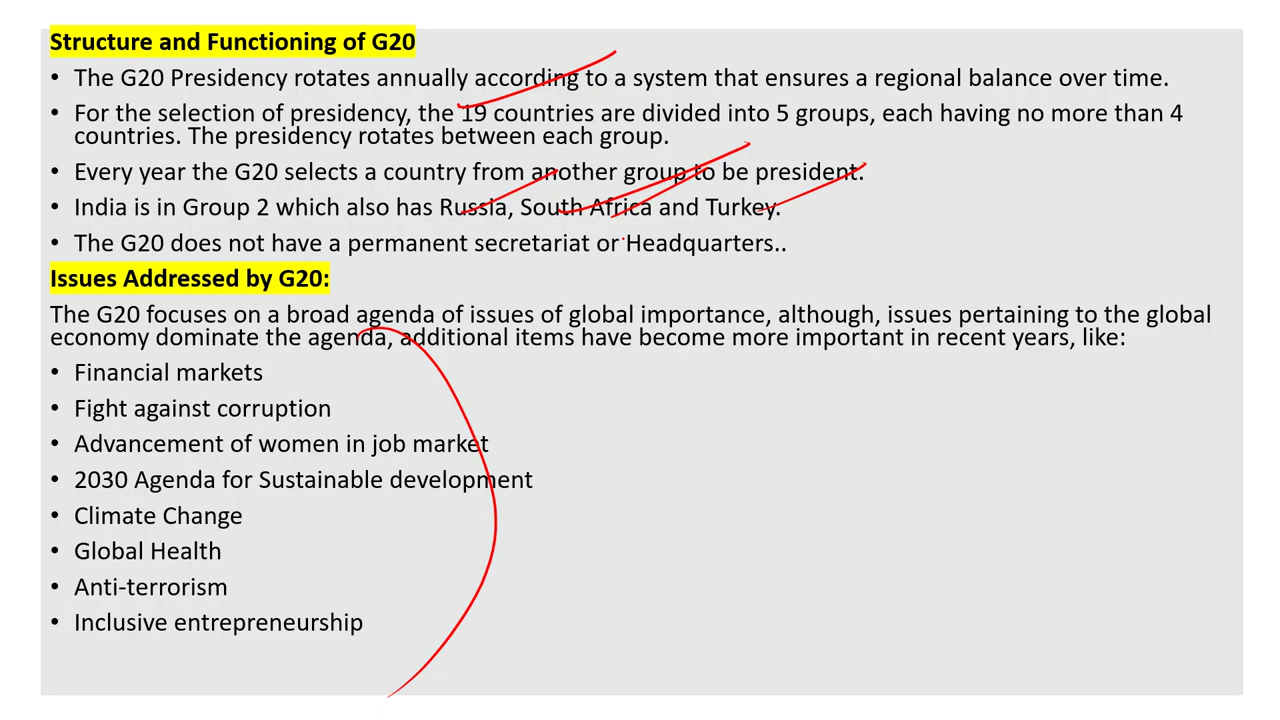 Structure and Functioning of G20
• The G20 Presidency rotates annually according to a system that ensures a regional balance over time.
• For the selection of presidency, the 19 countries are divided into 5 groups, each having no more than 4
countries. The presidency rotates between each group.
• Every year the G20 selects a country from another group to be president.
• India is in Group 2 which also has Russia, South Africa and Turkey.
• The G20 does not have a permanent secretariat or Headquarters..
Issues Addressed by G20:
The G20 focuses on a broad agenda of issues of global importance, although, issues pertaining to the global
economy dominate the agenda, additional items have become more important in recent years, like:
• Financial markets
• Fight against corruption
• Advancement of women in job market
• 2030 Agenda for Sustainable development
• Climate Change
• Global Health
• Anti-terrorism
• Inclusive entrepreneurship